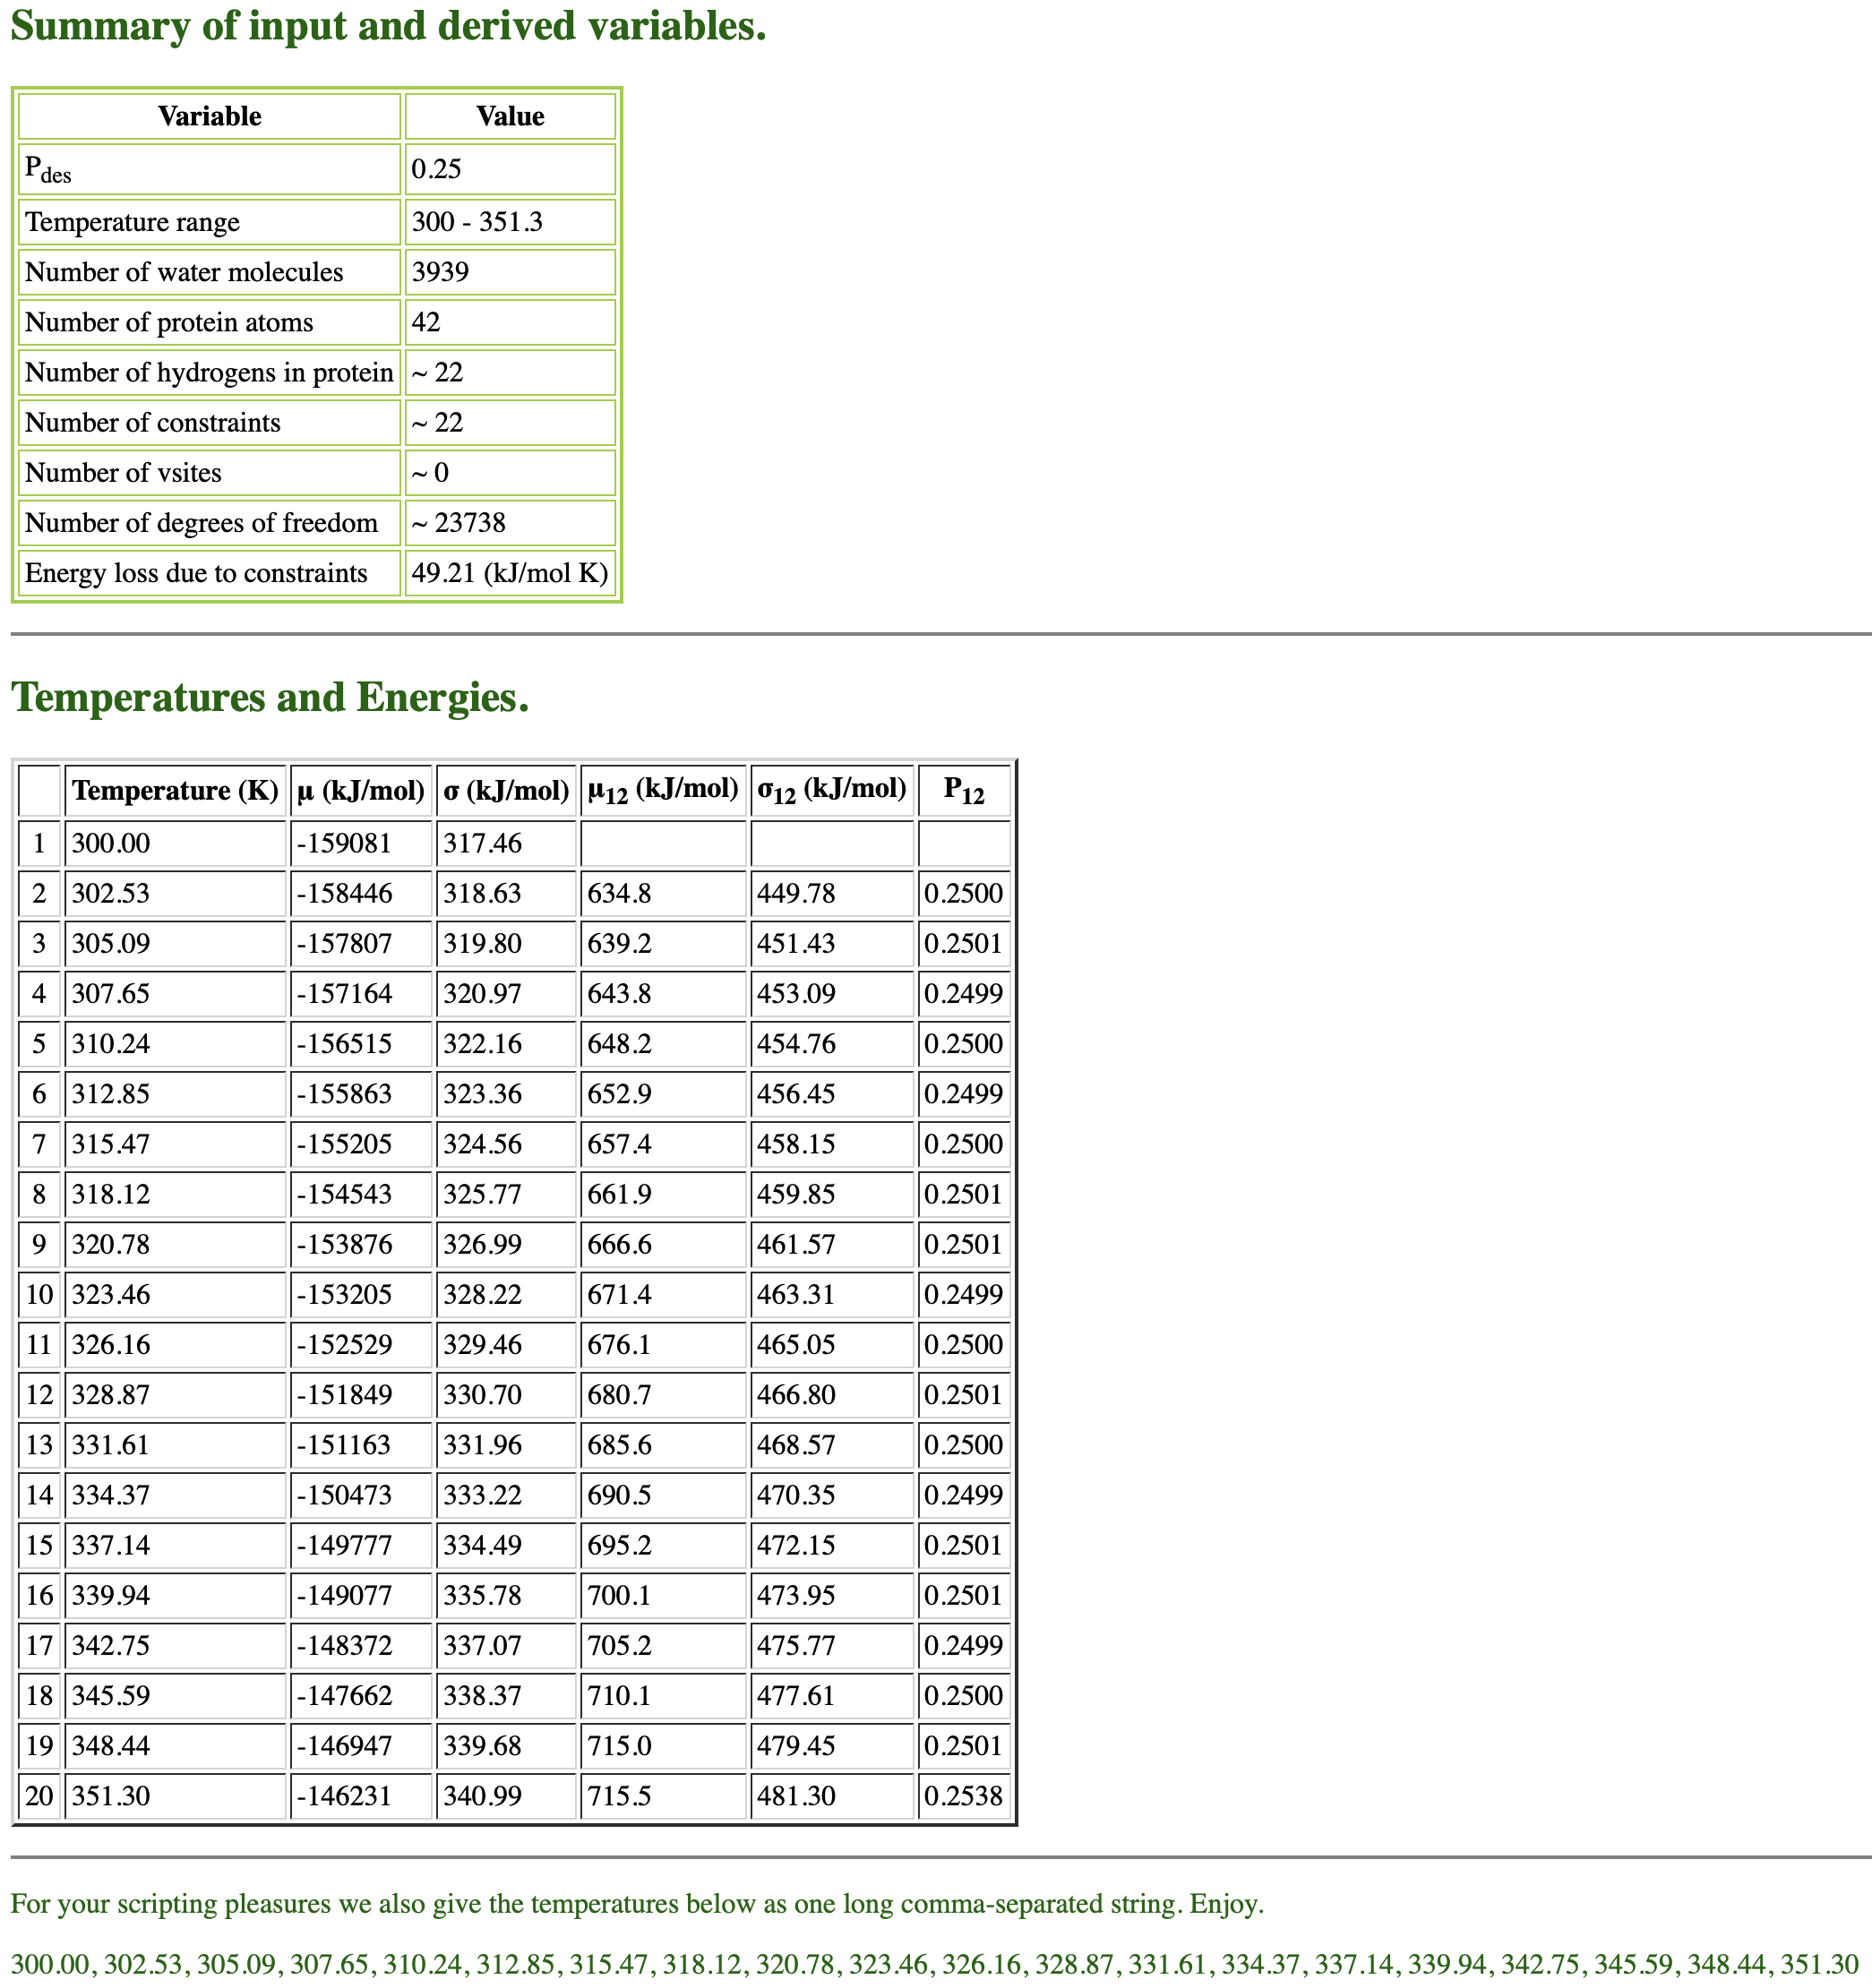 Summary of input and derived variables.
Variable Value
Pdes 0.25
Temperature range 300 - 351.3
Number of water molecules 3939
Number of protein atoms 42
Number of hydrogens in protein ~ 22
Number of constraints ~ 22
Number of vsites ~ 0
Number of degrees of freedom ~ 23738
Energy loss due to constraints 49.21 (kJ/mol K)
Temperatures and Energies.
Temperature (K) μ (kJ/mol) σ (kJ/mol) μ12 (kJ/mol) σ12 (kJ/mol) P12
1 300.00 -159081 317.46
2 302.53 -158446 318.63 634.8 449.78 0.2500
3 305.09 -157807 319.80 639.2 451.43 0.2501
4 307.65 -157164 320.97 643.8 453.09 0.2499
5 310.24 -156515 322.16 648.2 454.76 0.2500
6 312.85 -155863 323.36 652.9 456.45 0.2499
7 315.47 -155205 324.56 657.4 458.15 0.2500
8 318.12 -154543 325.77 661.9 459.85 0.2501
9 320.78 -153876 326.99 666.6 461.57 0.2501
10 323.46 -153205 328.22 671.4 463.31 0.2499
11 326.16 -152529 329.46 676.1 465.05 0.2500
12 328.87 -151849 330.70 680.7 466.80 0.2501
13 331.61 -151163 331.96 685.6 468.57 0.2500
14 334.37 -150473 333.22 690.5 470.35 0.2499
15 337.14 -149777 334.49 695.2 472.15 0.2501
16 339.94 -149077 335.78 700.1 473.95 0.2501
17 342.75 -148372 337.07 705.2 475.77 0.2499
18 345.59 -147662 338.37 710.1 477.61 0.2500
19 348.44 -146947 339.68 715.0 479.45 0.2501
20 351.30 -146231 340.99 715.5 481.30 0.2538
For your scripting pleasures we also give the temperatures below as one long comma-separated string. Enjoy.
300.00, 302.53, 305.09, 307.65, 310.24, 312.85, 315.47, 318.12, 320.78, 323.46, 326.16, 328.87, 331.61, 334.37, 337.14, 339.94, 342.75, 345.59, 348.44, 351.30